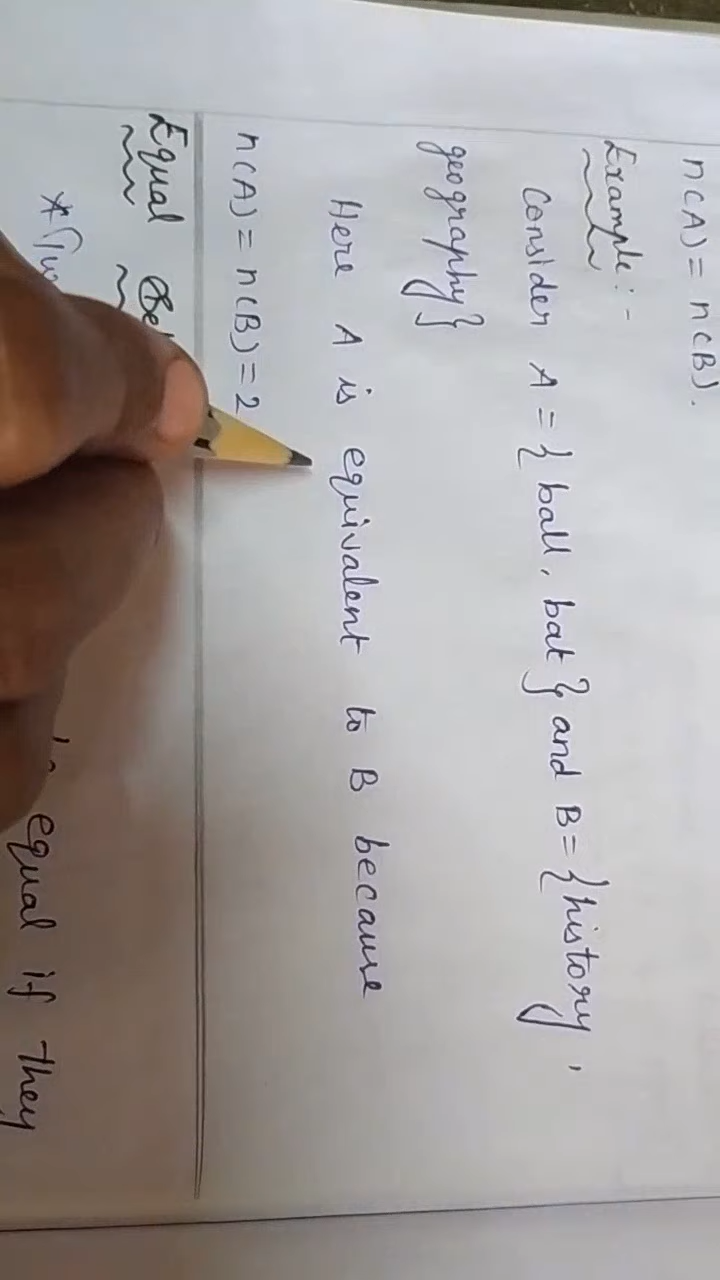 n(A) = n(B).
Example :-
Consider A = { ball, bat } and B = { history,
geography}
Here A is equivalent to B because
n(A) = n(B) = 2
Equal
equal if they